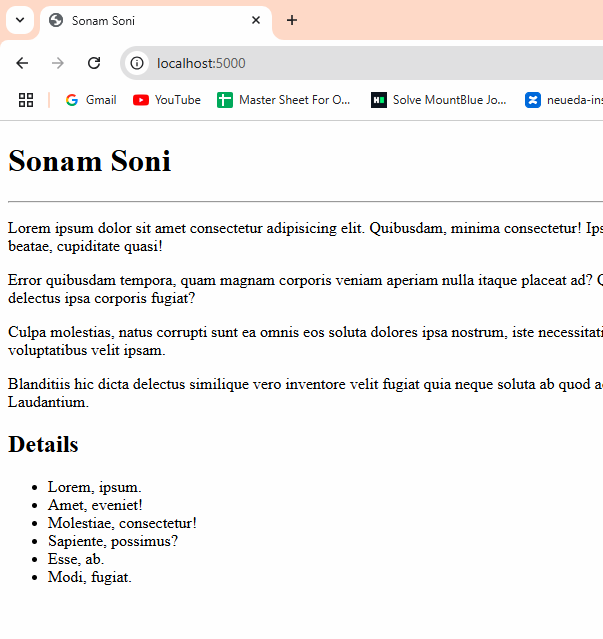 Sonam Soni
localhost:5000
Gmail YouTube Master Sheet For O... Solve MountBlue Jo... neueda-ins
Sonam Soni
Lorem ipsum dolor sit amet consectetur adipisicing elit. Quibusdam, minima consectetur! Ips
beatae, cupiditate quasi!
Error quibusdam tempora, quam magnam corporis veniam aperiam nulla itaque placeat ad? Q
delectus ipsa corporis fugiat?
Culpa molestias, natus corrupti sunt ea omnis eos soluta dolores ipsa nostrum, iste necessitati
voluptatibus velit ipsam.
Blanditiis hic dicta delectus similique vero inventore velit fugiat quia neque soluta ab quod a
Laudantium.
Details
Lorem, ipsum.
Amet, eveniet!
Molestiae, consectetur!
Sapiente, possimus?
Esse, ab.
Modi, fugiat.